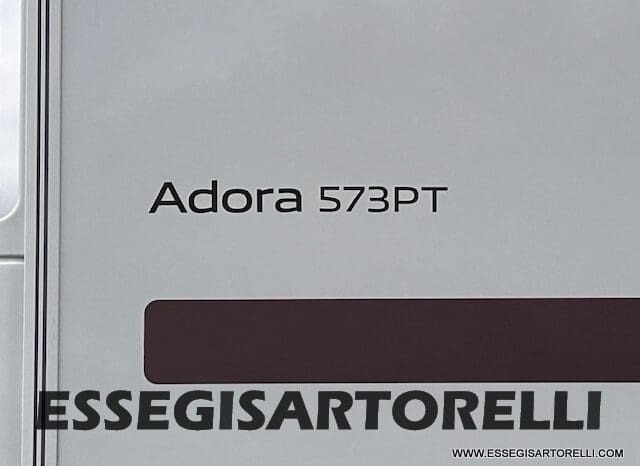 Adora 573PT
ESSEGISARTORELLI
WWW.ESSEGISARTORELLI.COM